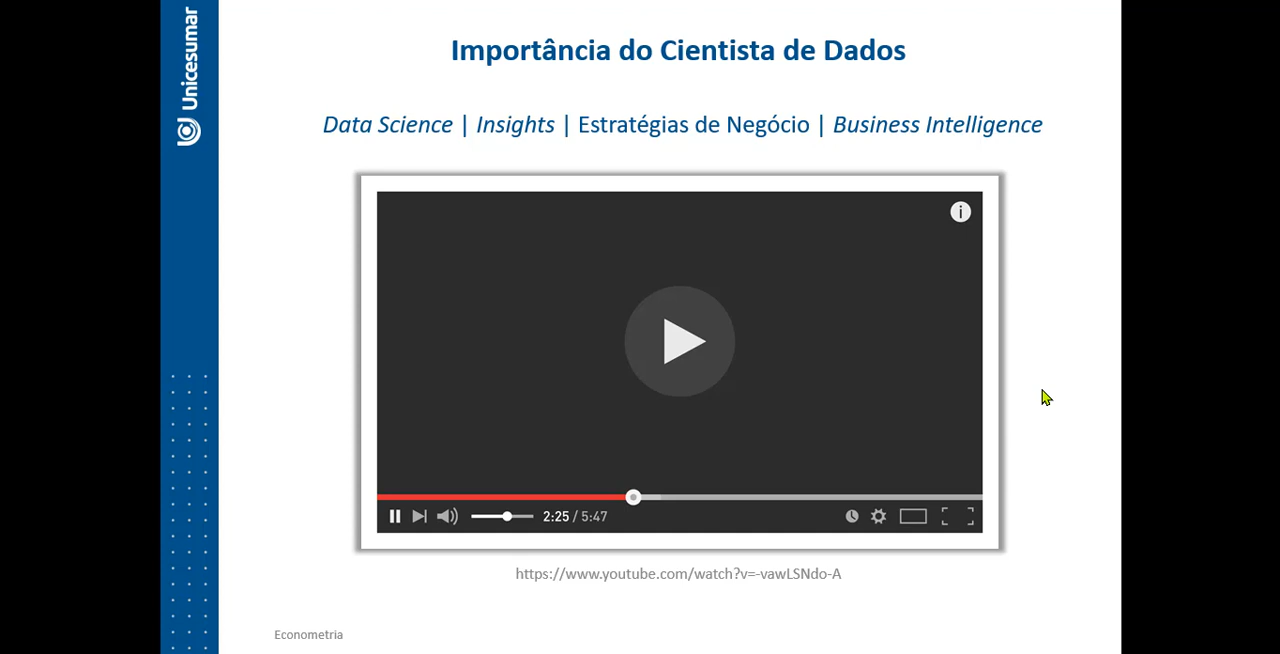 Unicesumar
Importância do Cientista de Dados
Data Science | Insights | Estratégias de Negócio | Business Intelligence
i
2:25 / 5:47
https://www.youtube.com/watch?v=-vawLSNdo-A
Econometria